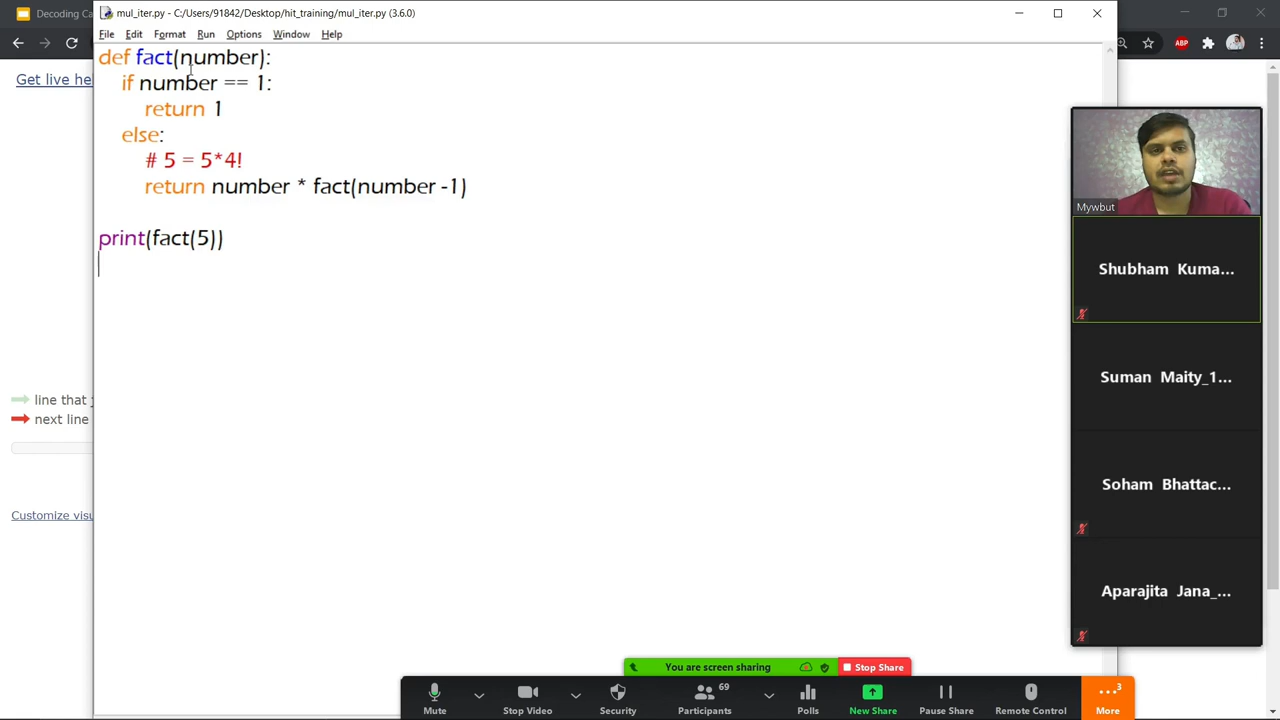 Decoding Ca
mul_iter.py - C:/Users/91842/Desktop/hit_training/mul_iter.py (3.6.0)
File Edit Format Run Options Window Help
ABP
Get live hel
def fact(number):
if number == 1:
return 1
else:
# 5 = 5*4!
return number * fact(number -1)
print(fact(5))
Mywbut
Shubham Kuma...
Suman Maity_1...
Soham Bhattac...
Aparajita Jana_...
line that
next line
Customize visu
You are screen sharing
Stop Share
69
3
Mute
Stop Video
Security
Participants
Polls
New Share
Pause Share
Remote Control
More